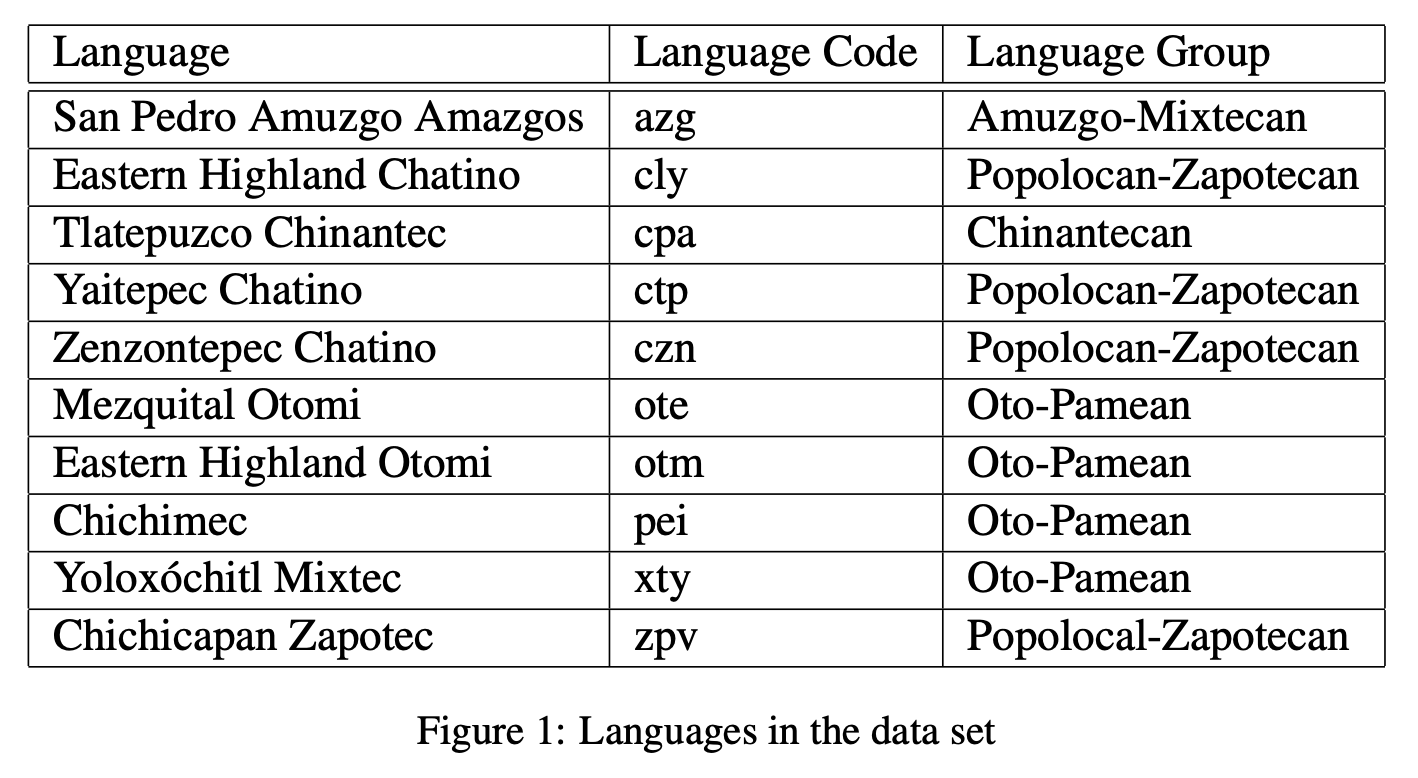 Language Language Code Language Group
San Pedro Amuzgo Amazgos azg Amuzgo-Mixtecan
Eastern Highland Chatino cly Popolocan-Zapotecan
Tlatepuzco Chinantec cpa Chinantecan
Yaitepec Chatino ctp Popolocan-Zapotecan
Zenzontepec Chatino czn Popolocan-Zapotecan
Mezquital Otomi ote Oto-Pamean
Eastern Highland Otomi otm Oto-Pamean
Chichimec pei Oto-Pamean
Yoloxóchitl Mixtec xty Oto-Pamean
Chichicapan Zapotec zpv Popolocal-Zapotecan
Figure 1: Languages in the data set